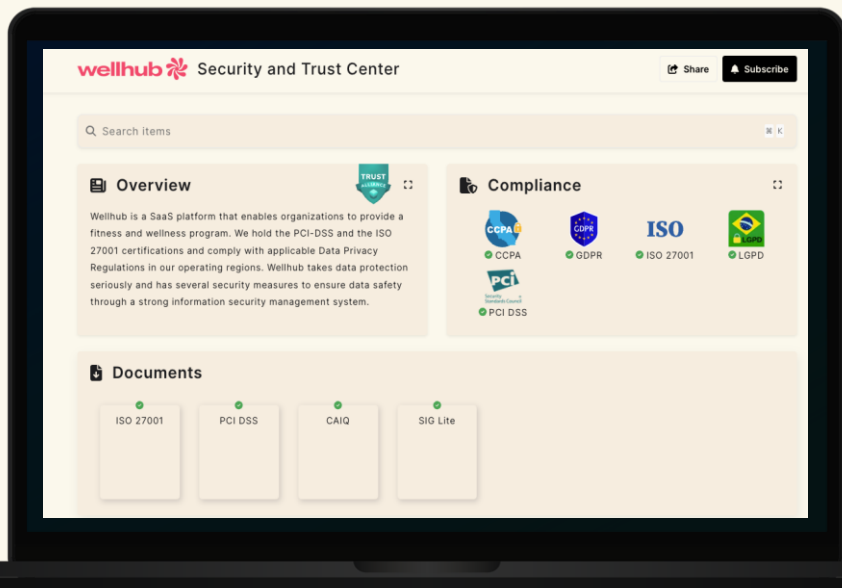 wellhub Security and Trust Center
Share
Subscribe
Search items
⌘ K
Overview
TRUST
ALLIANCE
Wellhub is a SaaS platform that enables organizations to provide a
fitness and wellness program. We hold the PCI-DSS and the ISO
27001 certifications and comply with applicable Data Privacy
Regulations in our operating regions. Wellhub takes data protection
seriously and has several security measures to ensure data safety
through a strong information security management system.
Compliance
CCPA
CCPA
GDPR
GDPR
ISO
ISO 27001
LGPD
LGPD
PCI
Security
Standards Council
PCI DSS
Documents
ISO 27001
PCI DSS
CAIQ
SIG Lite